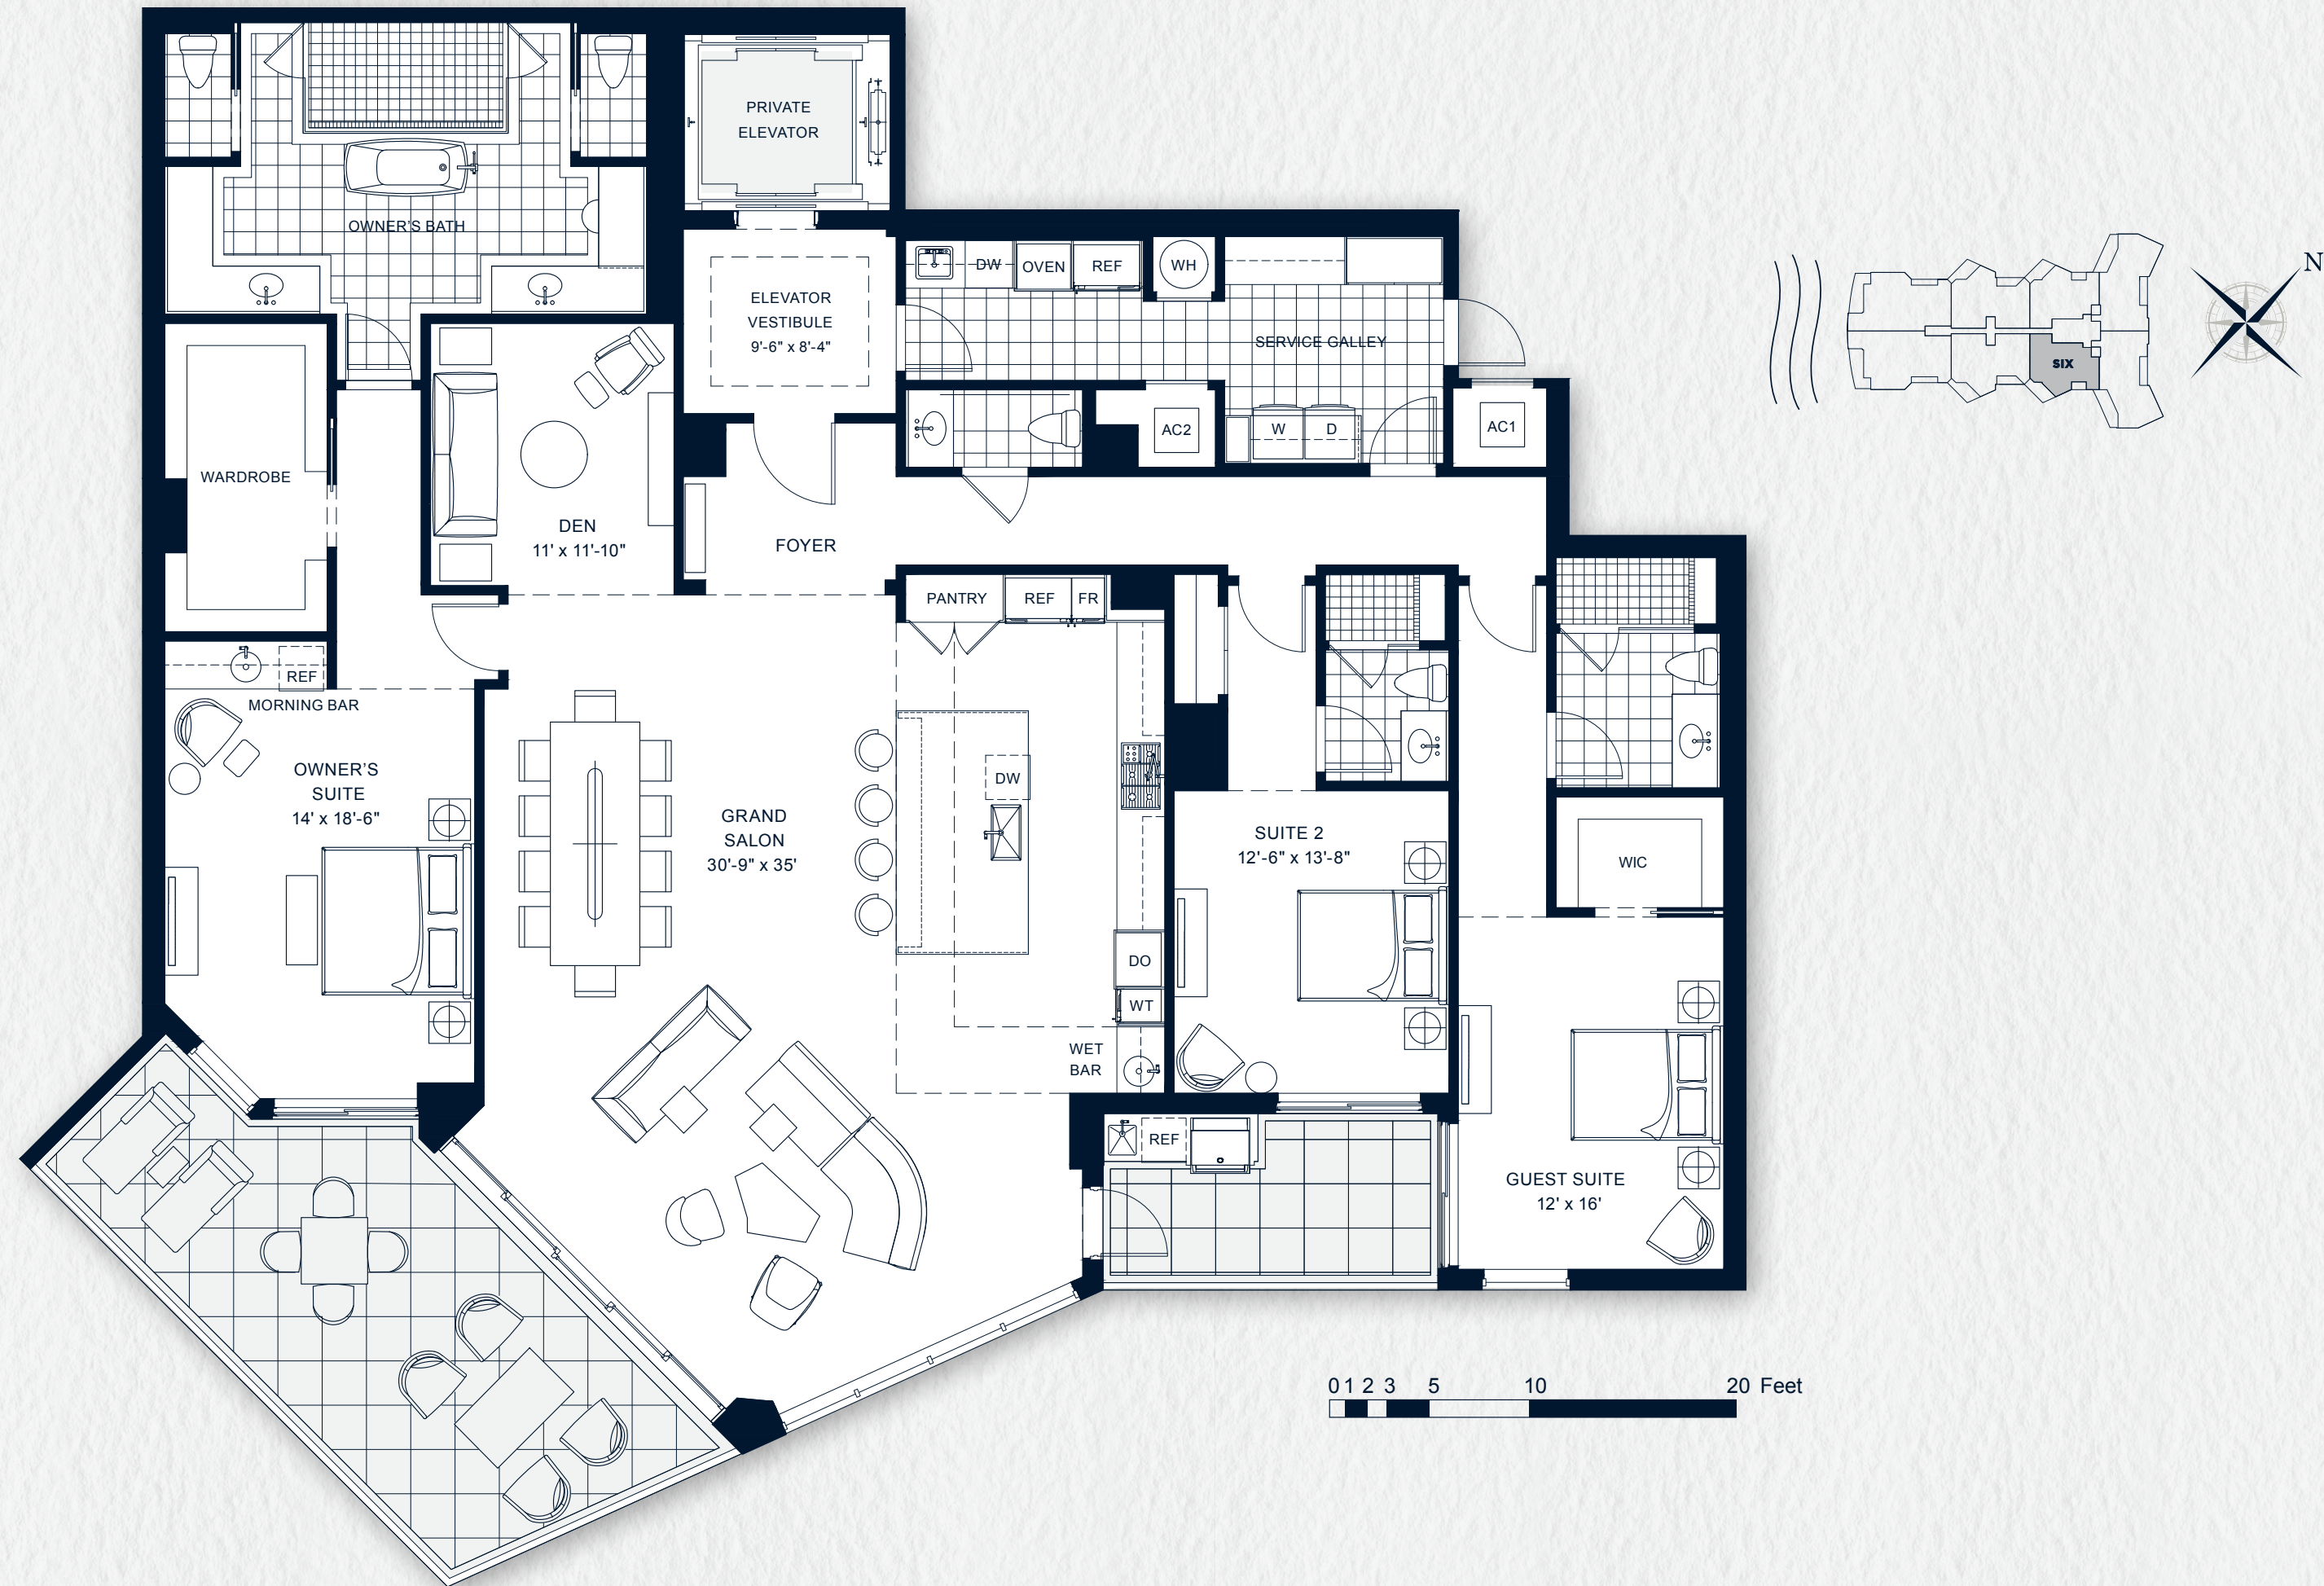 PRIVATE
ELEVATOR
OWNER'S BATH
ELEVATOR
VESTIBULE
9'-6" x 8'-4"
DW
OVEN
REF
WH
SERVICE GALLEY
N
SIX
AC2
W
D
AC1
WARDROBE
DEN
11' x 11'-10"
FOYER
PANTRY
REF
FR
REF
MORNING BAR
OWNER'S
SUITE
14' x 18'-6"
GRAND
SALON
30'-9" x 35'
DW
SUITE 2
12'-6" x 13'-8"
WIC
DO
WT
WET
BAR
REF
GUEST SUITE
12' x 16'
0 1 2 3 5 10 20 Feet